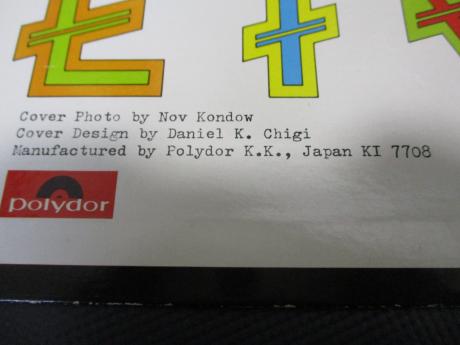 Cover Photo by Nov Kondow
Cover Design by Daniel K. Chigi
Manufactured by Polydor K.K., Japan KI 7708
polydor